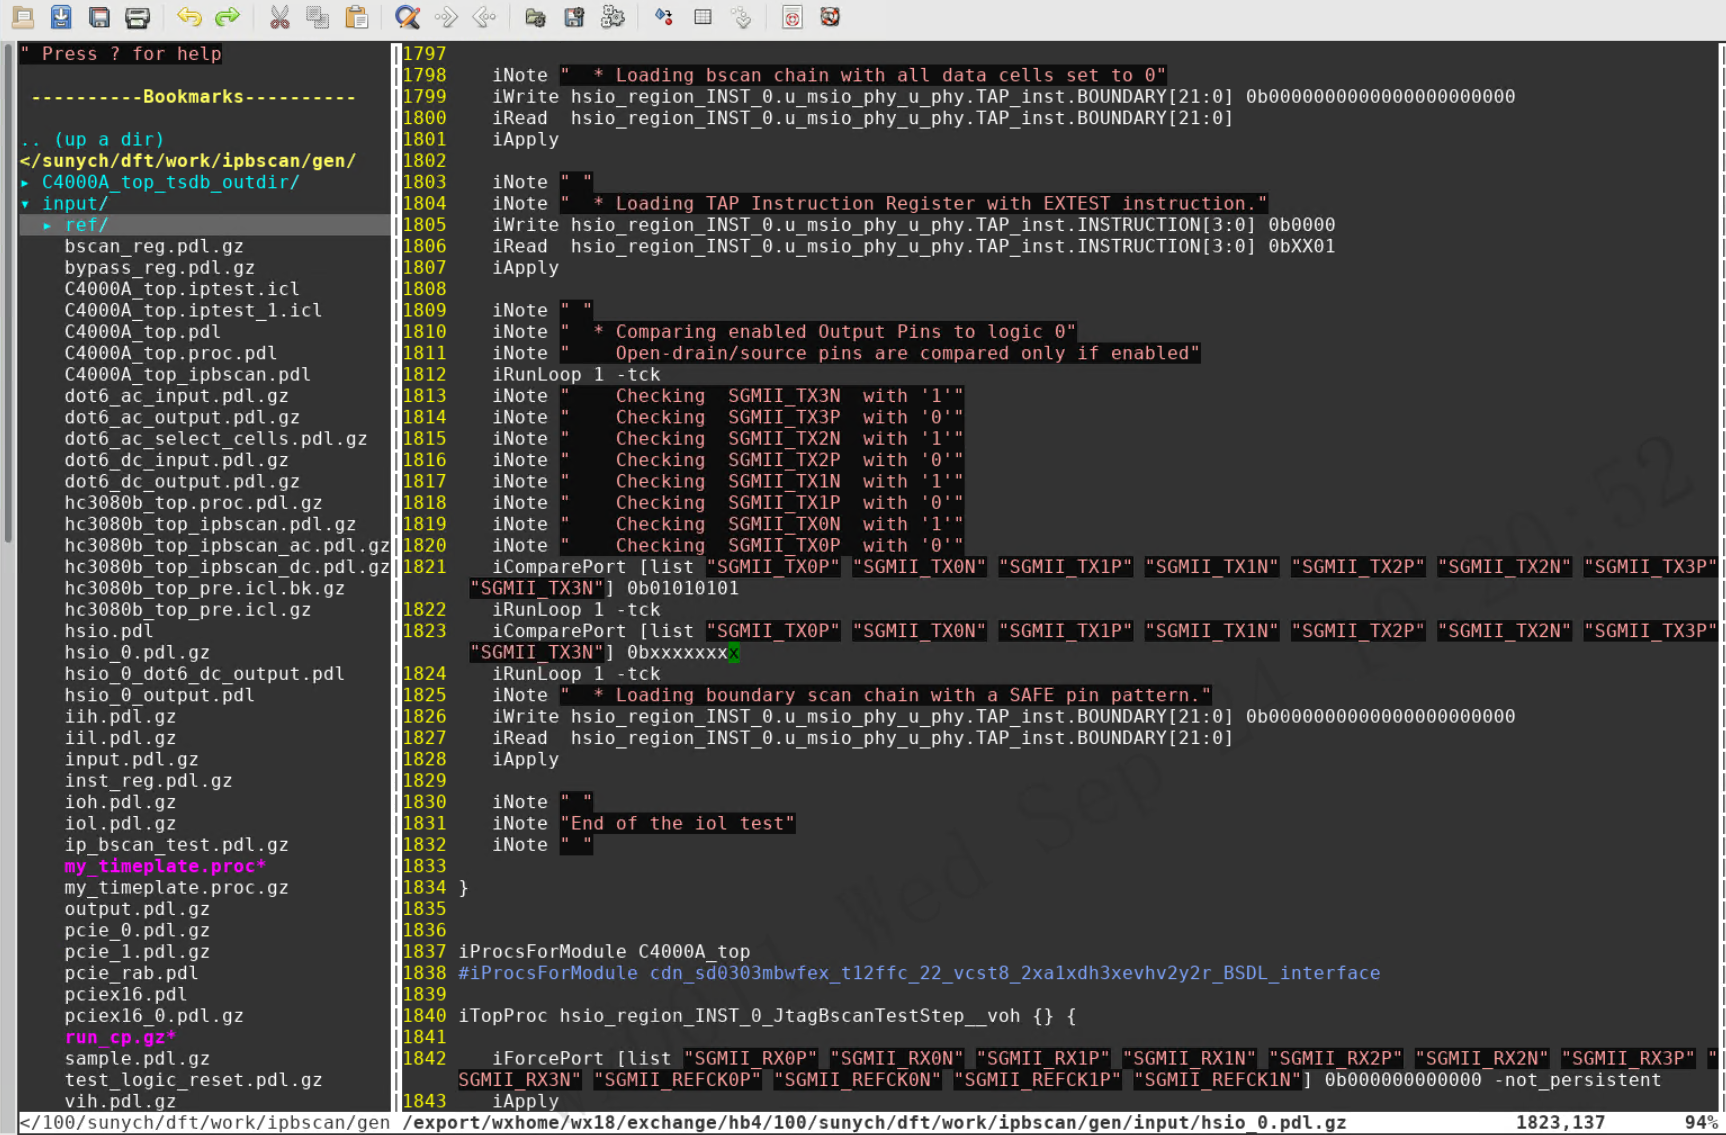 " Press ? for help
----------Bookmarks----------
.. (up a dir)
</sunych/dft/work/ipbscan/gen/
▸ C4000A_top_tsdb_outdir/
▾ input/
▸ ref/
bscan_reg.pdl.gz
bypass_reg.pdl.gz
C4000A_top.iptest.icl
C4000A_top.iptest_1.icl
C4000A_top.pdl
C4000A_top.proc.pdl
C4000A_top_ipbscan.pdl
dot6_ac_input.pdl.gz
dot6_ac_output.pdl.gz
dot6_ac_select_cells.pdl.gz
dot6_dc_input.pdl.gz
dot6_dc_output.pdl.gz
hc3080b_top.proc.pdl.gz
hc3080b_top_ipbscan.pdl.gz
hc3080b_top_ipbscan_ac.pdl.gz
hc3080b_top_ipbscan_dc.pdl.gz
hc3080b_top_pre.icl.bk.gz
hc3080b_top_pre.icl.gz
hsio.pdl
hsio_0.pdl.gz
hsio_0_dot6_dc_output.pdl
hsio_0_output.pdl
iih.pdl.gz
iil.pdl.gz
input.pdl.gz
inst_reg.pdl.gz
ioh.pdl.gz
iol.pdl.gz
ip_bscan_test.pdl.gz
my_timeplate.proc*
my_timeplate.proc.gz
output.pdl.gz
pcie_0.pdl.gz
pcie_1.pdl.gz
pcie_rab.pdl
pciex16.pdl
pciex16_0.pdl.gz
run_cp.gz*
sample.pdl.gz
test_logic_reset.pdl.gz
vih.pdl.gz
</100/sunych/dft/work/ipbscan/gen
1797
1798 iNote "  * Loading bscan chain with all data cells set to 0"
1799 iWrite hsio_region_INST_0.u_msio_phy_u_phy.TAP_inst.BOUNDARY[21:0] 0b0000000000000000000000
1800 iRead  hsio_region_INST_0.u_msio_phy_u_phy.TAP_inst.BOUNDARY[21:0]
1801 iApply
1802
1803 iNote " "
1804 iNote "  * Loading TAP Instruction Register with EXTEST instruction."
1805 iWrite hsio_region_INST_0.u_msio_phy_u_phy.TAP_inst.INSTRUCTION[3:0] 0b0000
1806 iRead  hsio_region_INST_0.u_msio_phy_u_phy.TAP_inst.INSTRUCTION[3:0] 0bXX01
1807 iApply
1808
1809 iNote " "
1810 iNote "  * Comparing enabled Output Pins to logic 0"
1811 iNote "    Open-drain/source pins are compared only if enabled"
1812 iRunLoop 1 -tck
1813 iNote "    Checking  SGMII_TX3N  with '1'"
1814 iNote "    Checking  SGMII_TX3P  with '0'"
1815 iNote "    Checking  SGMII_TX2N  with '1'"
1816 iNote "    Checking  SGMII_TX2P  with '0'"
1817 iNote "    Checking  SGMII_TX1N  with '1'"
1818 iNote "    Checking  SGMII_TX1P  with '0'"
1819 iNote "    Checking  SGMII_TX0N  with '1'"
1820 iNote "    Checking  SGMII_TX0P  with '0'"
1821 iComparePort [list "SGMII_TX0P" "SGMII_TX0N" "SGMII_TX1P" "SGMII_TX1N" "SGMII_TX2P" "SGMII_TX2N" "SGMII_TX3P"
"SGMII_TX3N"] 0b01010101
1822 iRunLoop 1 -tck
1823 iComparePort [list "SGMII_TX0P" "SGMII_TX0N" "SGMII_TX1P" "SGMII_TX1N" "SGMII_TX2P" "SGMII_TX2N" "SGMII_TX3P"
"SGMII_TX3N"] 0bxxxxxxxx
1824 iRunLoop 1 -tck
1825 iNote "  * Loading boundary scan chain with a SAFE pin pattern."
1826 iWrite hsio_region_INST_0.u_msio_phy_u_phy.TAP_inst.BOUNDARY[21:0] 0b0000000000000000000000
1827 iRead  hsio_region_INST_0.u_msio_phy_u_phy.TAP_inst.BOUNDARY[21:0]
1828 iApply
1829
1830 iNote " "
1831 iNote "End of the iol test"
1832 iNote " "
1833
1834 }
1835
1836
1837 iProcsForModule C4000A_top
1838 #iProcsForModule cdn_sd0303mbwfex_t12ffc_22_vcst8_2xa1xdh3xevhv2y2r_BSDL_interface
1839
1840 iTopProc hsio_region_INST_0_JtagBscanTestStep__voh {} {
1841
1842 iForcePort [list "SGMII_RX0P" "SGMII_RX0N" "SGMII_RX1P" "SGMII_RX1N" "SGMII_RX2P" "SGMII_RX2N" "SGMII_RX3P" "
SGMII_RX3N" "SGMII_REFCK0P" "SGMII_REFCK0N" "SGMII_REFCK1P" "SGMII_REFCK1N"] 0b000000000000 -not_persistent
1843 iApply
/export/wxhome/wx18/exchange/hb4/100/sunych/dft/work/ipbscan/gen/input/hsio_0.pdl.gz 1823,137 94%
Wed Sep 24 10:20:52